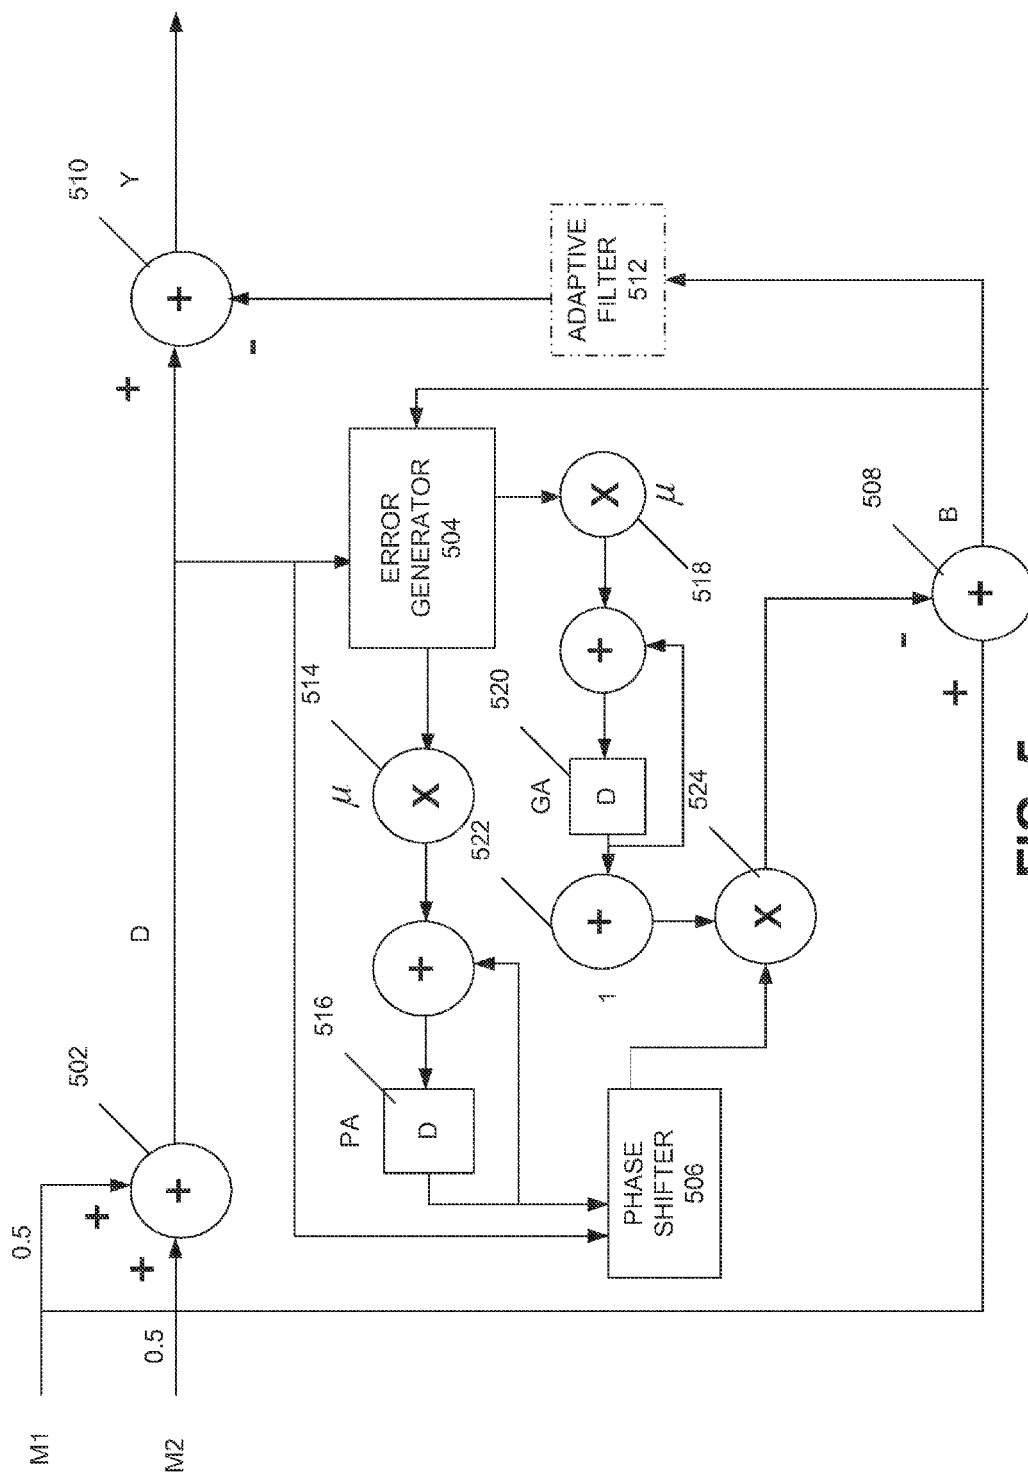 M1
M2
0.5
0.5
502
D
510
Y
+
+
+
+
-
+
PA
516
D
+
522
μ
514
X
ERROR
GENERATOR
504
ADAPTIVE
FILTER
512
PHASE
SHIFTER
506
1
+
GA
520
D
+
518
X
μ
524
X
508
B
+
-
+